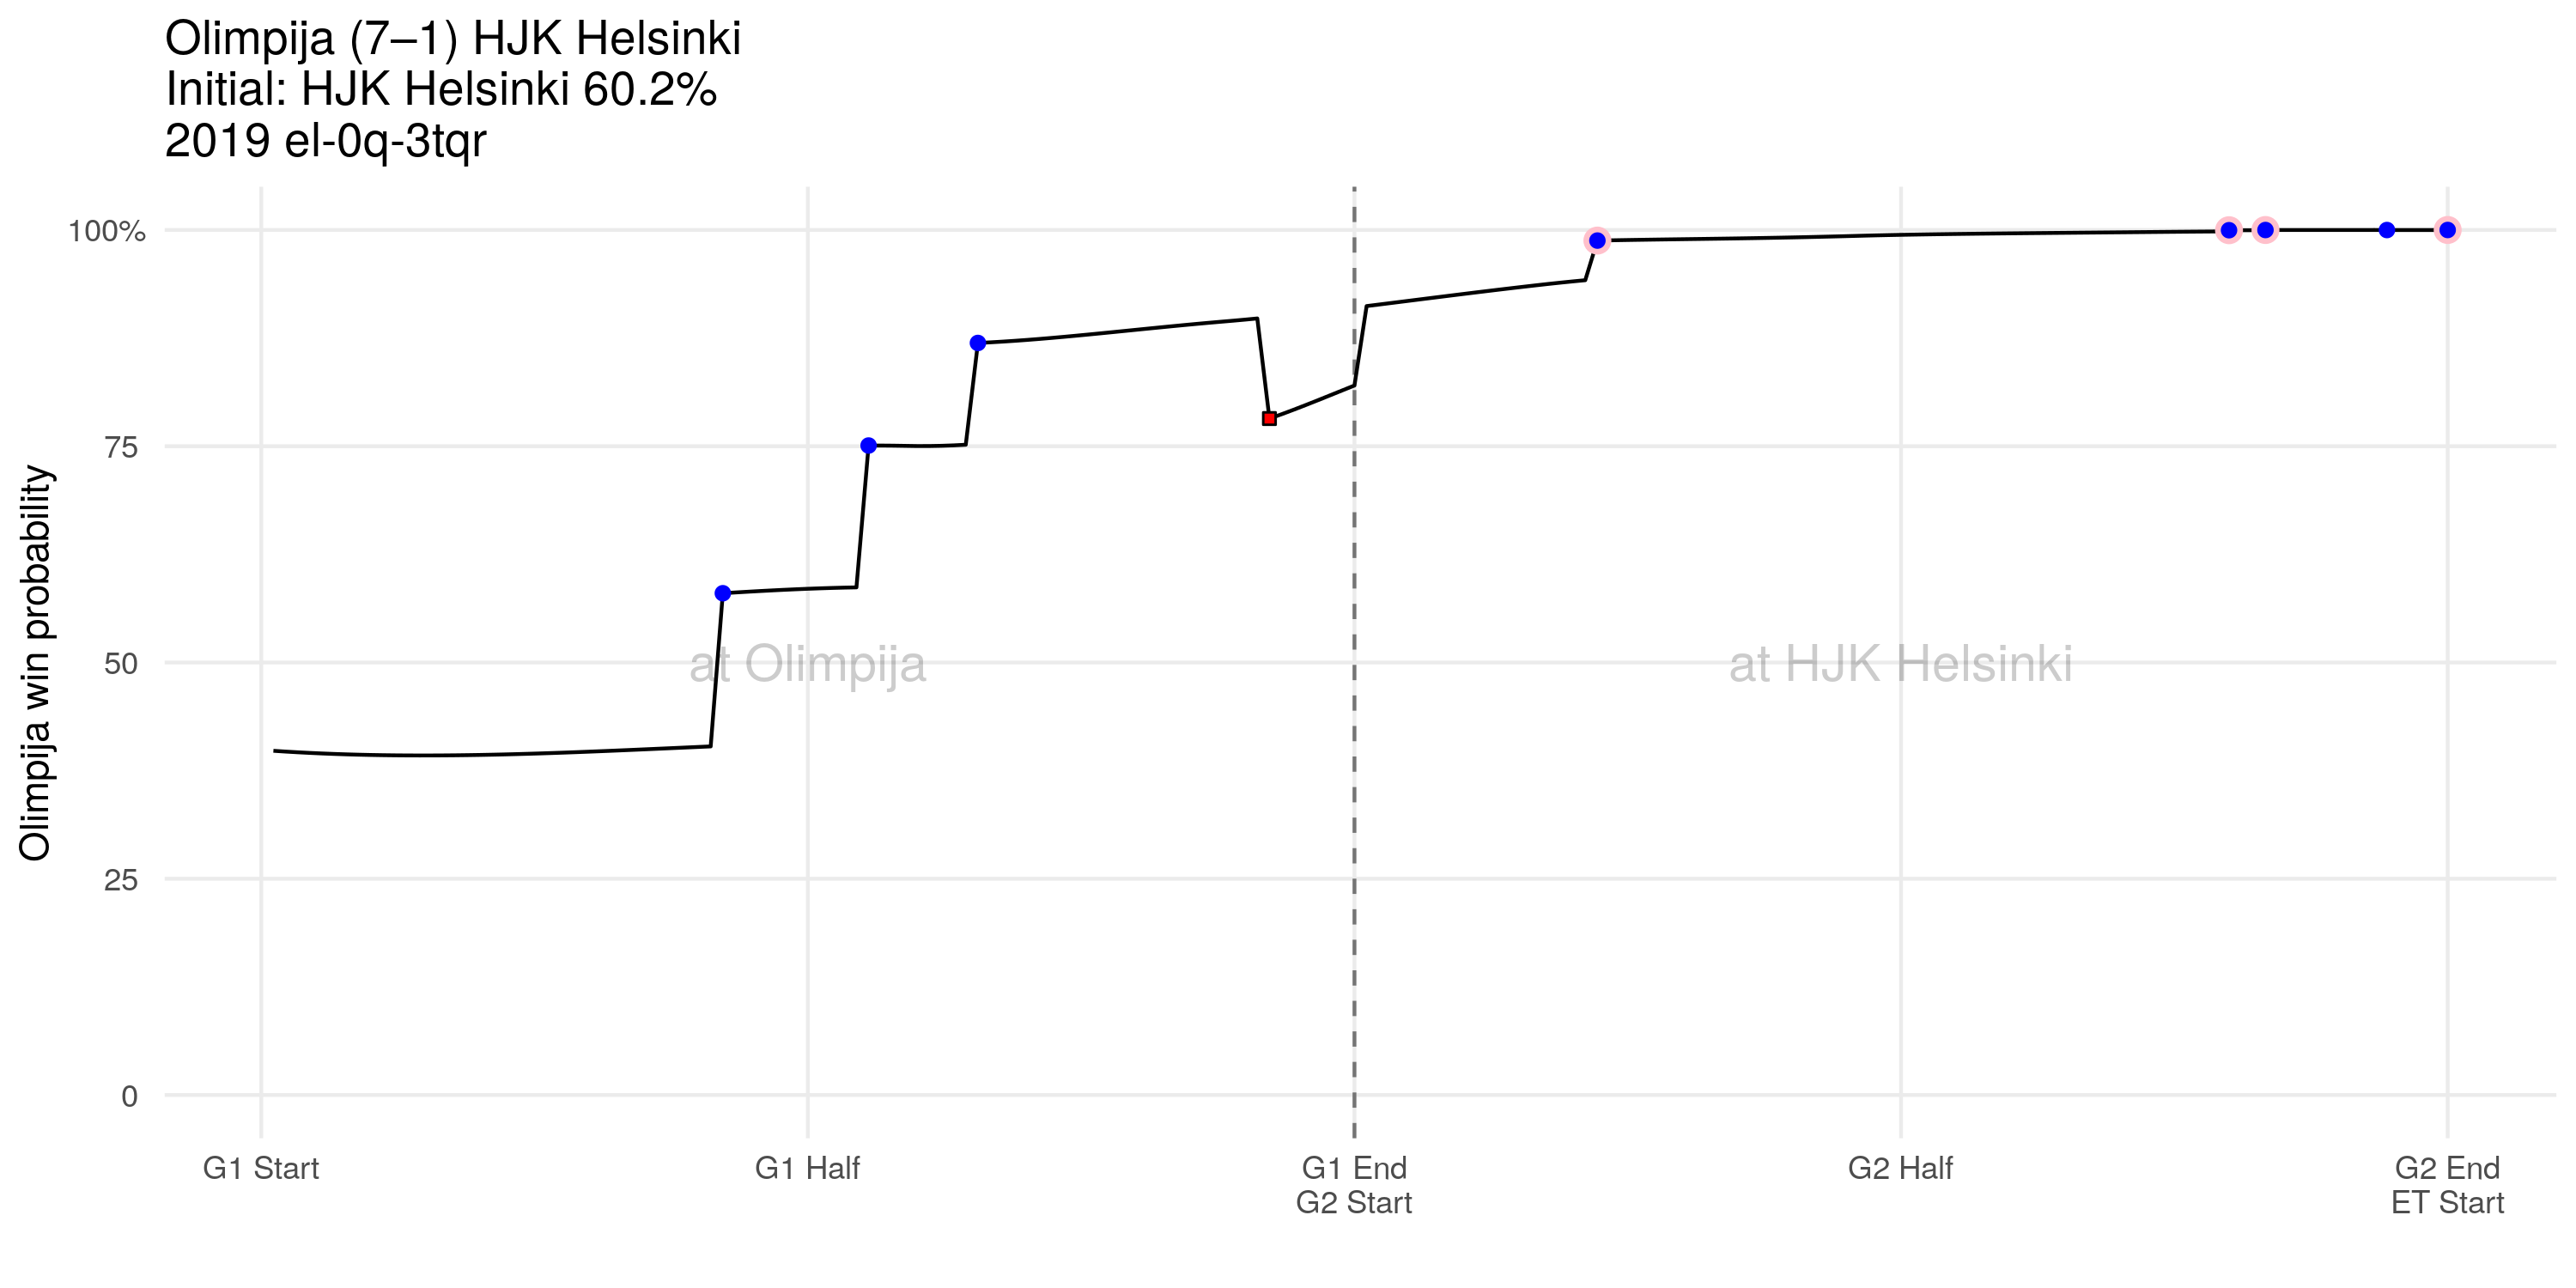 Olimpija (7–1) HJK Helsinki
Initial: HJK Helsinki 60.2%
2019 el-0q-3tqr
Olimpija win probability
100%
75
50
25
0
at Olimpija
at HJK Helsinki
G1 Start
G1 Half
G1 End
G2 Start
G2 Half
G2 End
ET Start